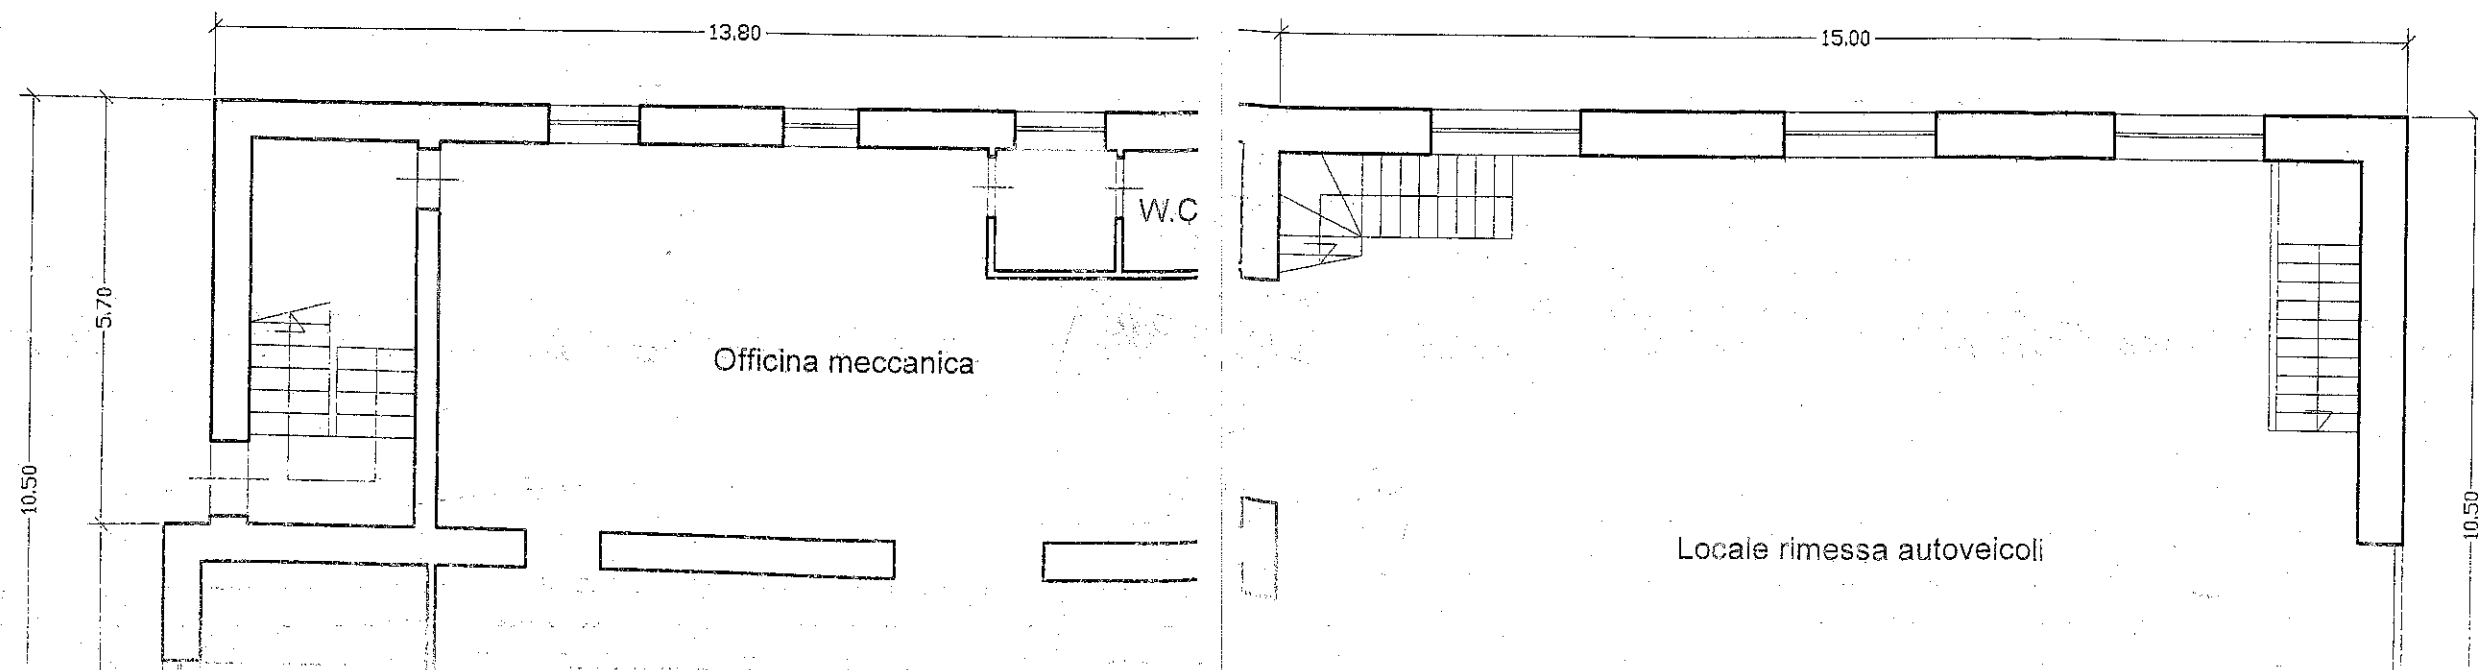 13.80
15.00
W.C
5.70
Officina meccanica
10.50
10.50
Locale rimessa autoveicoli